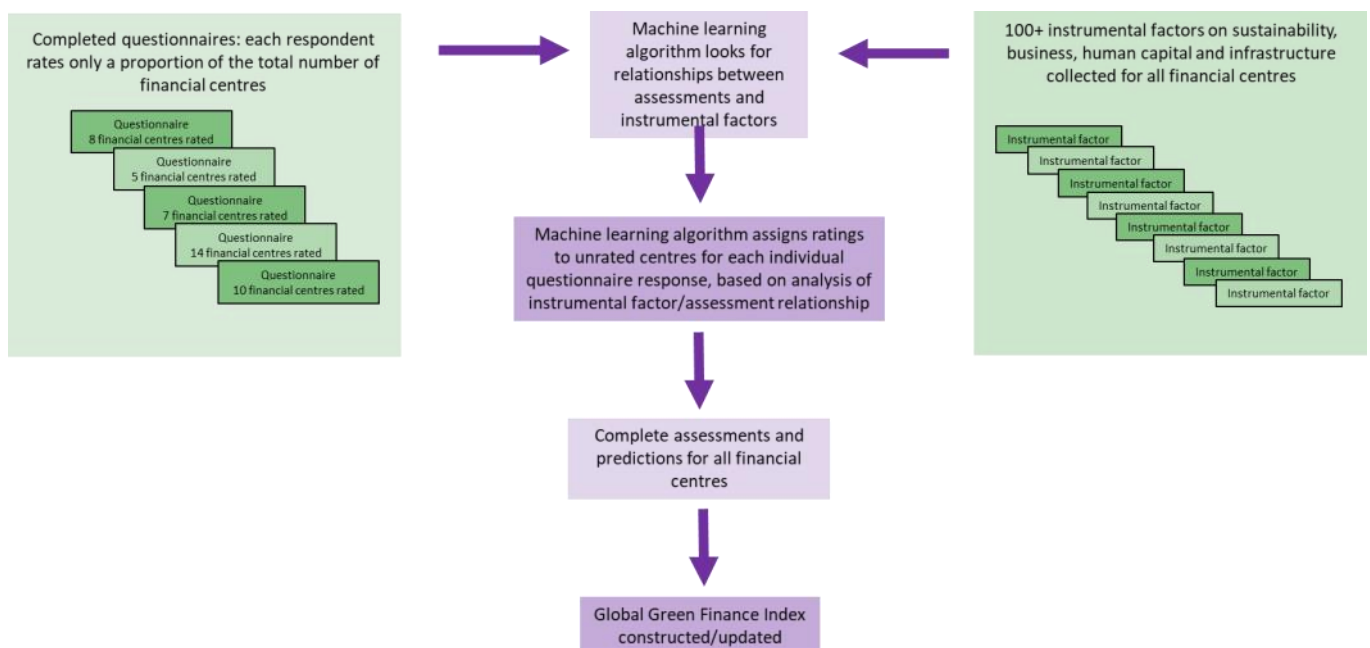 Completed questionnaires: each respondent
rates only a proportion of the total number of
financial centres
Questionnaire
8 financial centres rated
Questionnaire
5 financial centres rated
Questionnaire
7 financial centres rated
Questionnaire
14 financial centres rated
Questionnaire
10 financial centres rated
Machine learning
algorithm looks for
relationships between
assessments and
instrumental factors
100+ instrumental factors on sustainability,
business, human capital and infrastructure
collected for all financial centres
Instrumental factor
Instrumental factor
Instrumental factor
Instrumental factor
Instrumental factor
Instrumental factor
Instrumental factor
Instrumental factor
Machine learning algorithm assigns ratings
to unrated centres for each individual
questionnaire response, based on analysis of
instrumental factor/assessment relationship
Complete assessments and
predictions for all financial
centres
Global Green Finance Index
constructed/updated